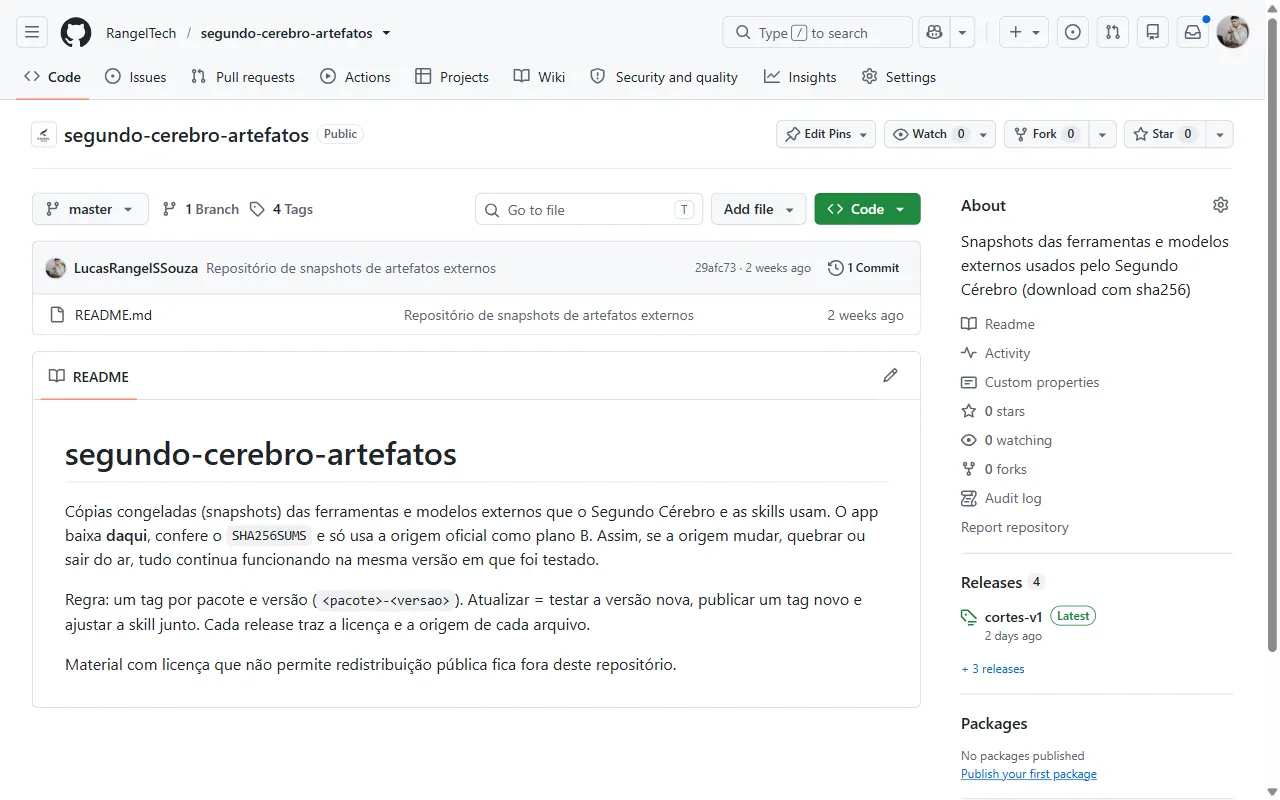 RangelTech / segundo-cerebro-artefatos
Type / to search
Code
Issues
Pull requests
Actions
Projects
Wiki
Security and quality
Insights
Settings
segundo-cerebro-artefatos Public
Edit Pins
Watch 0
Fork 0
Star 0
master
1 Branch
4 Tags
Go to file T
Add file
Code
LucasRangelSSouza Repositório de snapshots de artefatos externos 29afc73 · 2 weeks ago 1 Commit
README.md Repositório de snapshots de artefatos externos 2 weeks ago
README
segundo-cerebro-artefatos
Cópias congeladas (snapshots) das ferramentas e modelos externos que o Segundo Cérebro e as skills usam. O app
baixa daqui, confere o SHA256SUMS e só usa a origem oficial como plano B. Assim, se a origem mudar, quebrar ou
sair do ar, tudo continua funcionando na mesma versão em que foi testado.
Regra: um tag por pacote e versão (<pacote>-<versao>). Atualizar = testar a versão nova, publicar um tag novo e
ajustar a skill junto. Cada release traz a licença e a origem de cada arquivo.
Material com licença que não permite redistribuição pública fica fora deste repositório.
About
Snapshots das ferramentas e modelos
externos usados pelo Segundo
Cérebro (download com sha256)
Readme
Activity
Custom properties
0 stars
0 watching
0 forks
Audit log
Report repository
Releases 4
cortes-v1 Latest
2 days ago
+ 3 releases
Packages
No packages published
Publish your first package